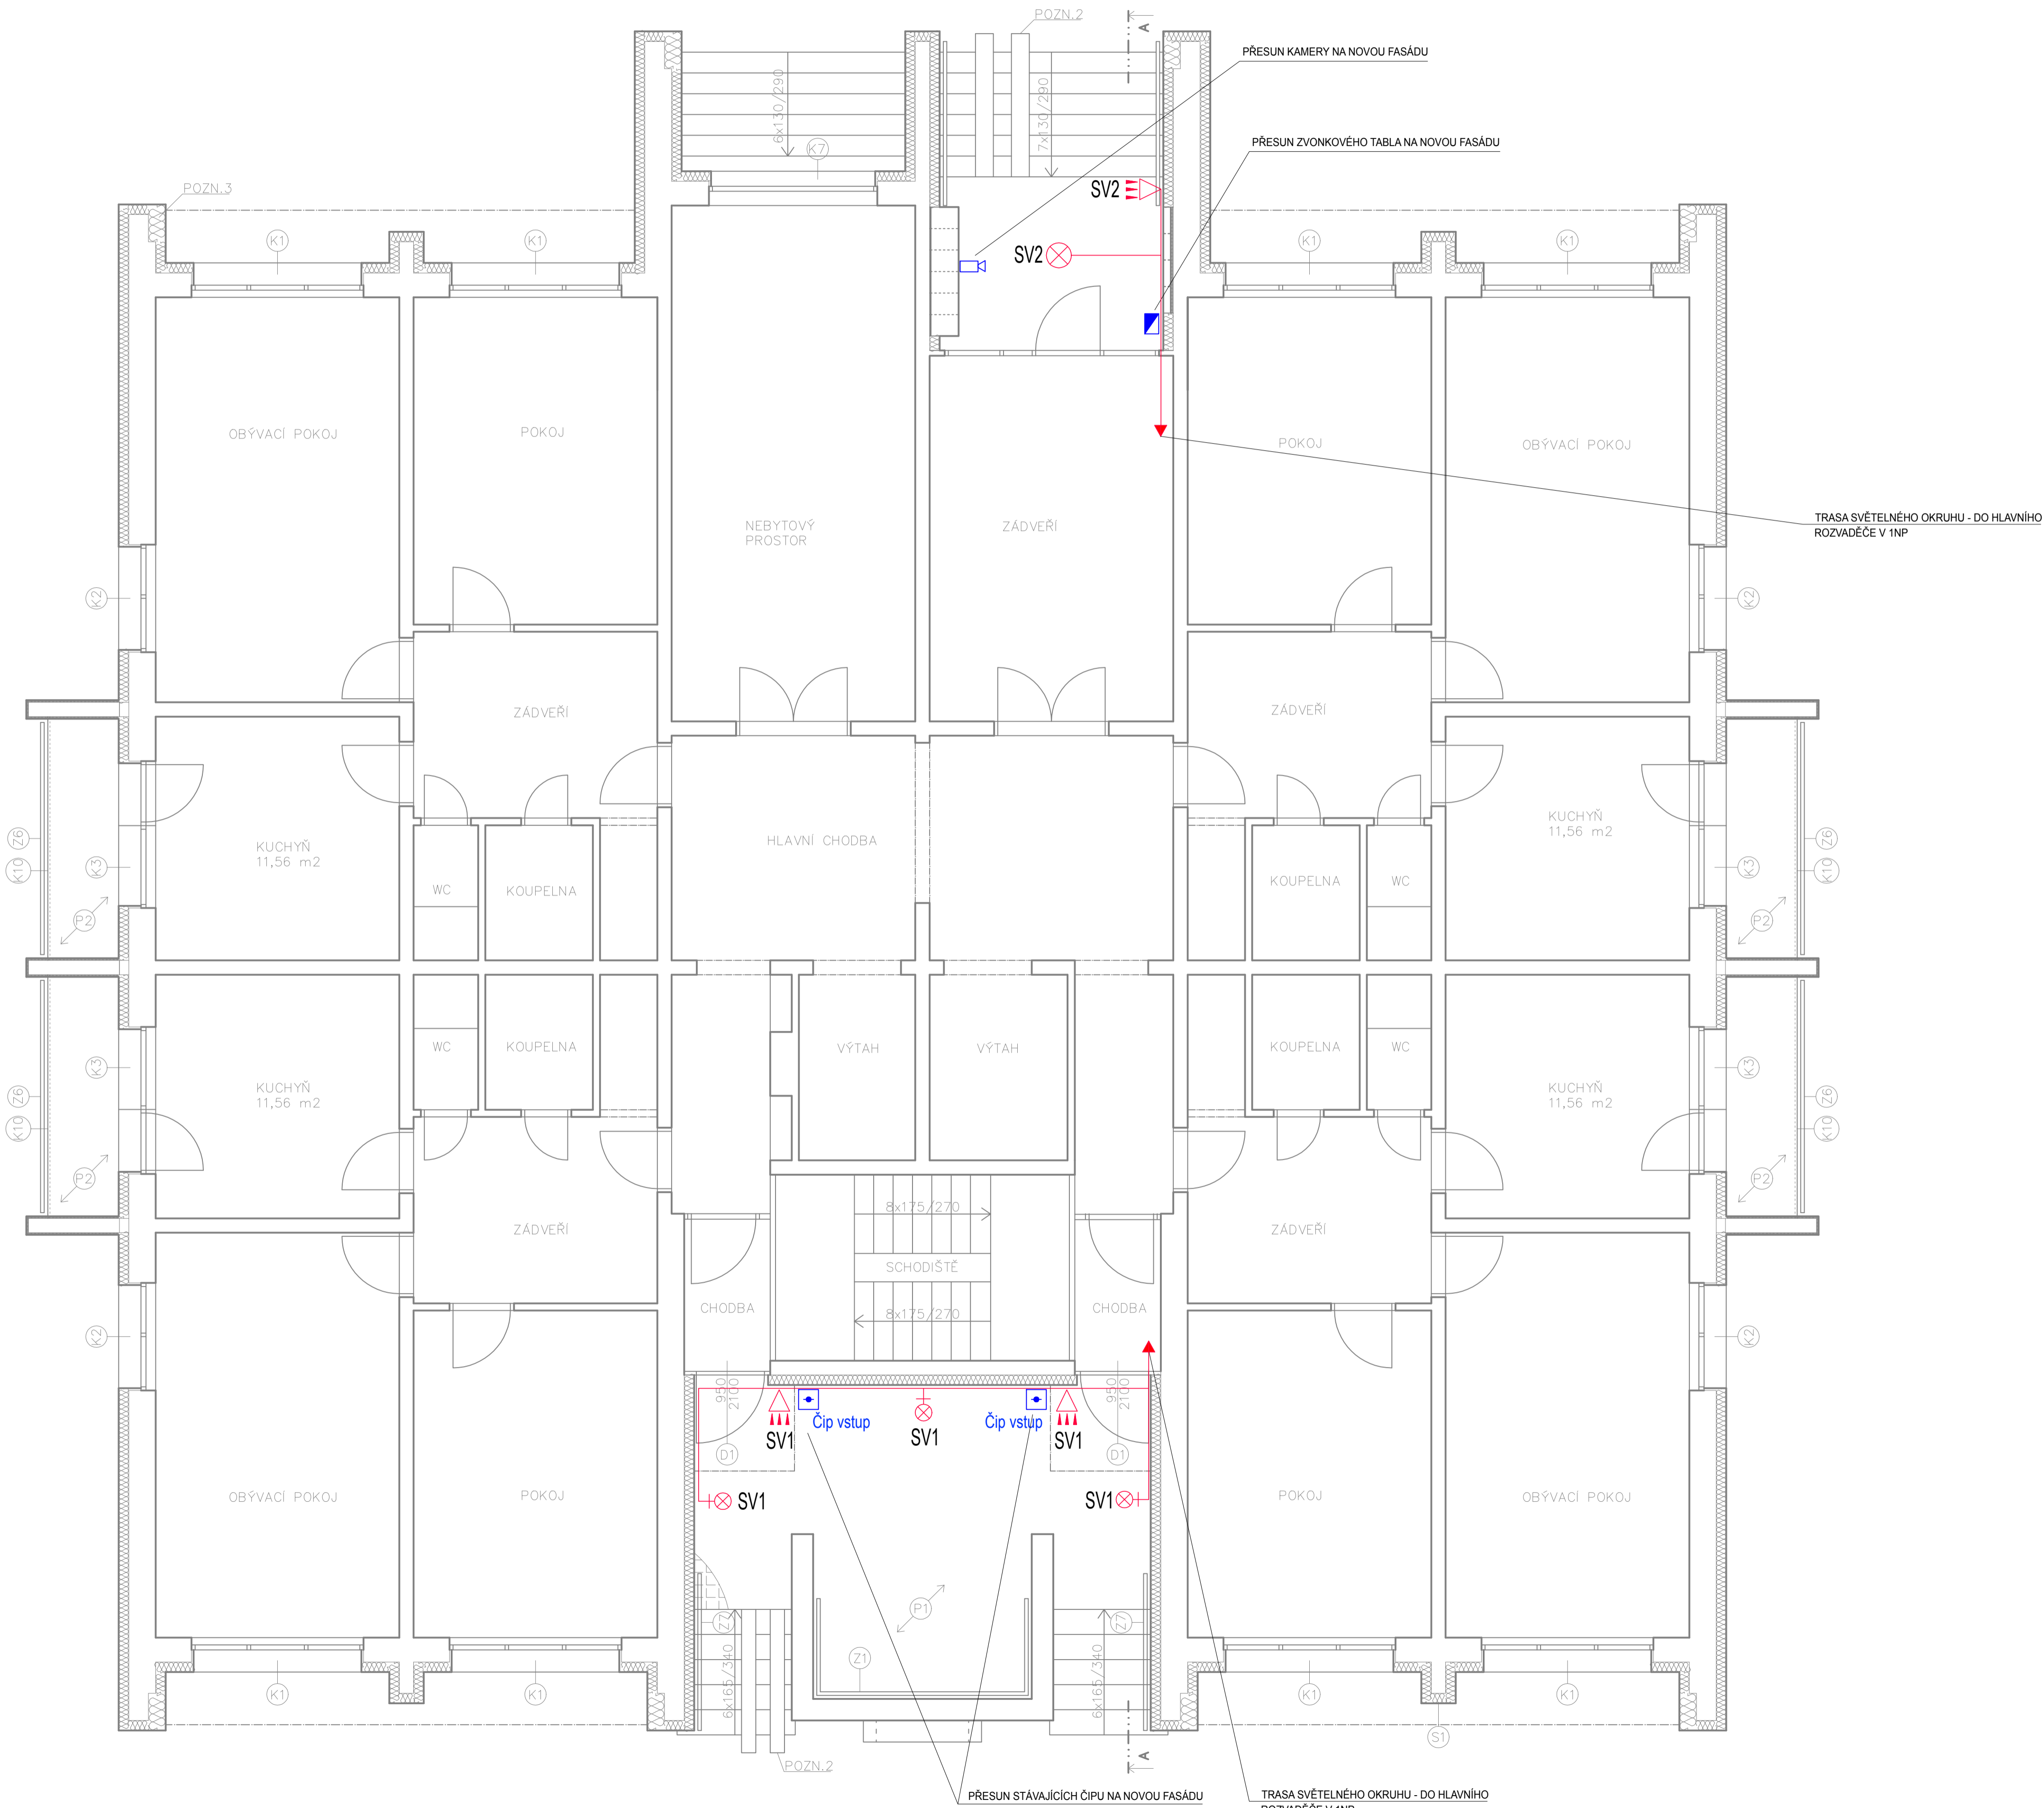 POZN.2
A
PŘESUN KAMERY NA NOVOU FASÁDU
6x130/290
7x130/290
K7
PŘESUN ZVONKOVÉHO TABLA NA NOVOU FASÁDU
POZN.3
SV2
K1
K1
SV2
K1
K1
OBÝVACÍ POKOJ
POKOJ
POKOJ
OBÝVACÍ POKOJ
NEBYTOVÝ
PROSTOR
ZÁDVEŘÍ
TRASA SVĚTELNÉHO OKRUHU - DO HLAVNÍHO
ROZVADĚČE V 1NP
K2
K2
ZÁDVEŘÍ
ZÁDVEŘÍ
Z6
K10
K3
KUCHYŇ
11,56 m2
HLAVNÍ CHODBA
KUCHYŇ
11,56 m2
K3
Z6
K10
WC
KOUPELNA
KOUPELNA
WC
P2
P2
WC
KOUPELNA
VÝTAH
VÝTAH
KOUPELNA
WC
Z6
K10
K3
KUCHYŇ
11,56 m2
KUCHYŇ
11,56 m2
K3
Z6
K10
P2
P2
8x175/270
ZÁDVEŘÍ
ZÁDVEŘÍ
SCHODIŠTĚ
CHODBA
8x175/270
CHODBA
K2
K2
950
2100
950
2100
Čip vstup
Čip vstup
SV1
SV1
SV1
D1
D1
OBÝVACÍ POKOJ
POKOJ
SV1
SV1
POKOJ
OBÝVACÍ POKOJ
P1
Z7
Z7
Z1
6x165/340
6x165/340
K1
K1
K1
K1
S1
A
POZN.2
PŘESUN STÁVAJÍCÍCH ČIPU NA NOVOU FASÁDU
TRASA SVĚTELNÉHO OKRUHU - DO HLAVNÍHO
ROZVADĚČE V 1NP